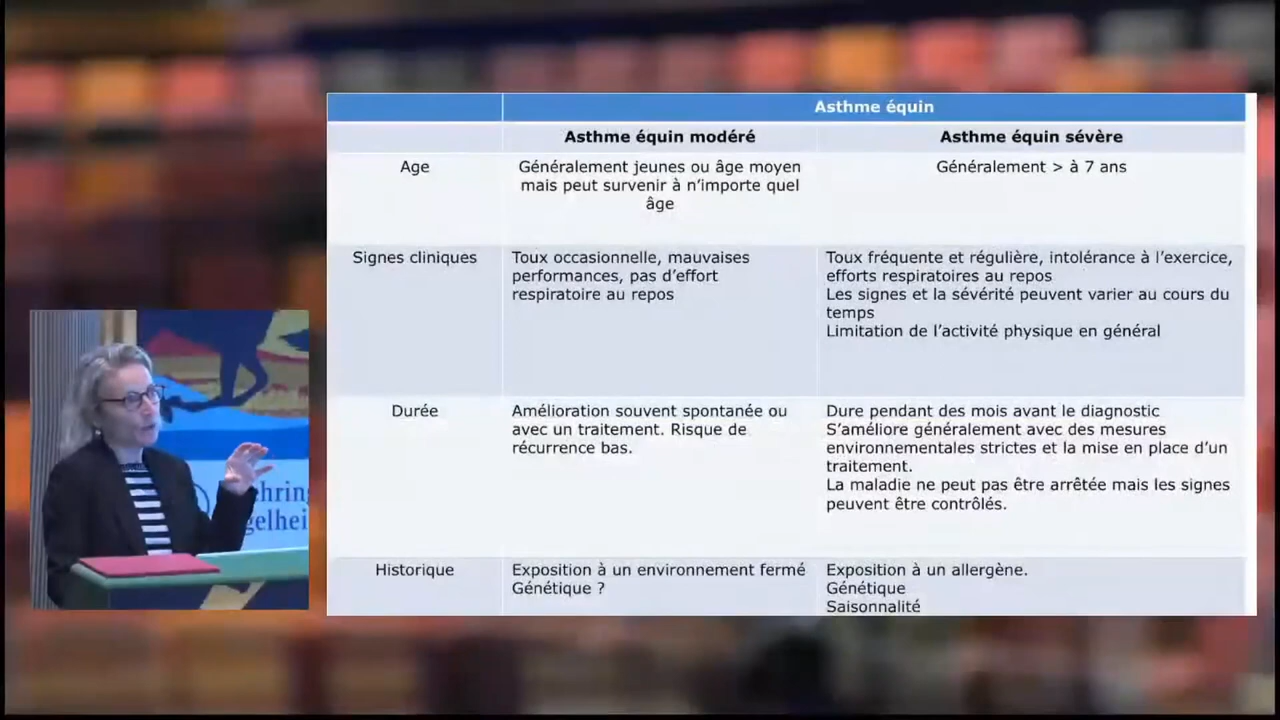 Asthme équin
Asthme équin modéré
Asthme équin sévère
Age
Généralement jeunes ou âge moyen
mais peut survenir à n’importe quel
âge
Généralement > à 7 ans
Signes cliniques
Toux occasionnelle, mauvaises
performances, pas d’effort
respiratoire au repos
Toux fréquente et régulière, intolérance à l’exercice,
efforts respiratoires au repos
Les signes et la sévérité peuvent varier au cours du
temps
Limitation de l’activité physique en général
Durée
Amélioration souvent spontanée ou
avec un traitement. Risque de
récurrence bas.
Dure pendant des mois avant le diagnostic
S’améliore généralement avec des mesures
environnementales strictes et la mise en place d’un
traitement.
La maladie ne peut pas être arrêtée mais les signes
peuvent être contrôlés.
Historique
Exposition à un environnement fermé
Génétique ?
Exposition à un allergène.
Génétique
Saisonnalité
ehring
gelhei